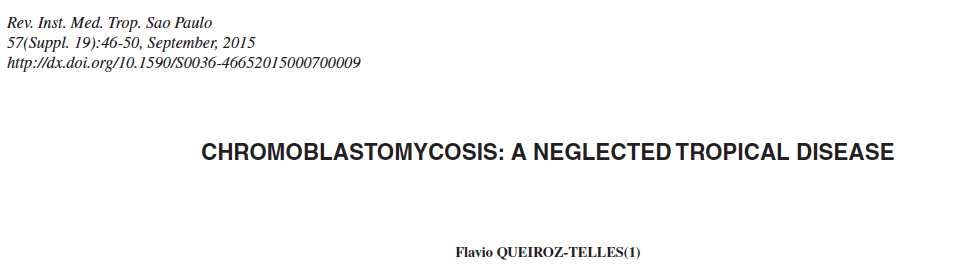 Rev. Inst. Med. Trop. Sao Paulo
57(Suppl. 19):46-50, September, 2015
http://dx.doi.org/10.1590/S0036-46652015000700009
CHROMOBLASTOMYCOSIS: A NEGLECTED TROPICAL DISEASE
Flavio QUEIROZ-TELLES(1)